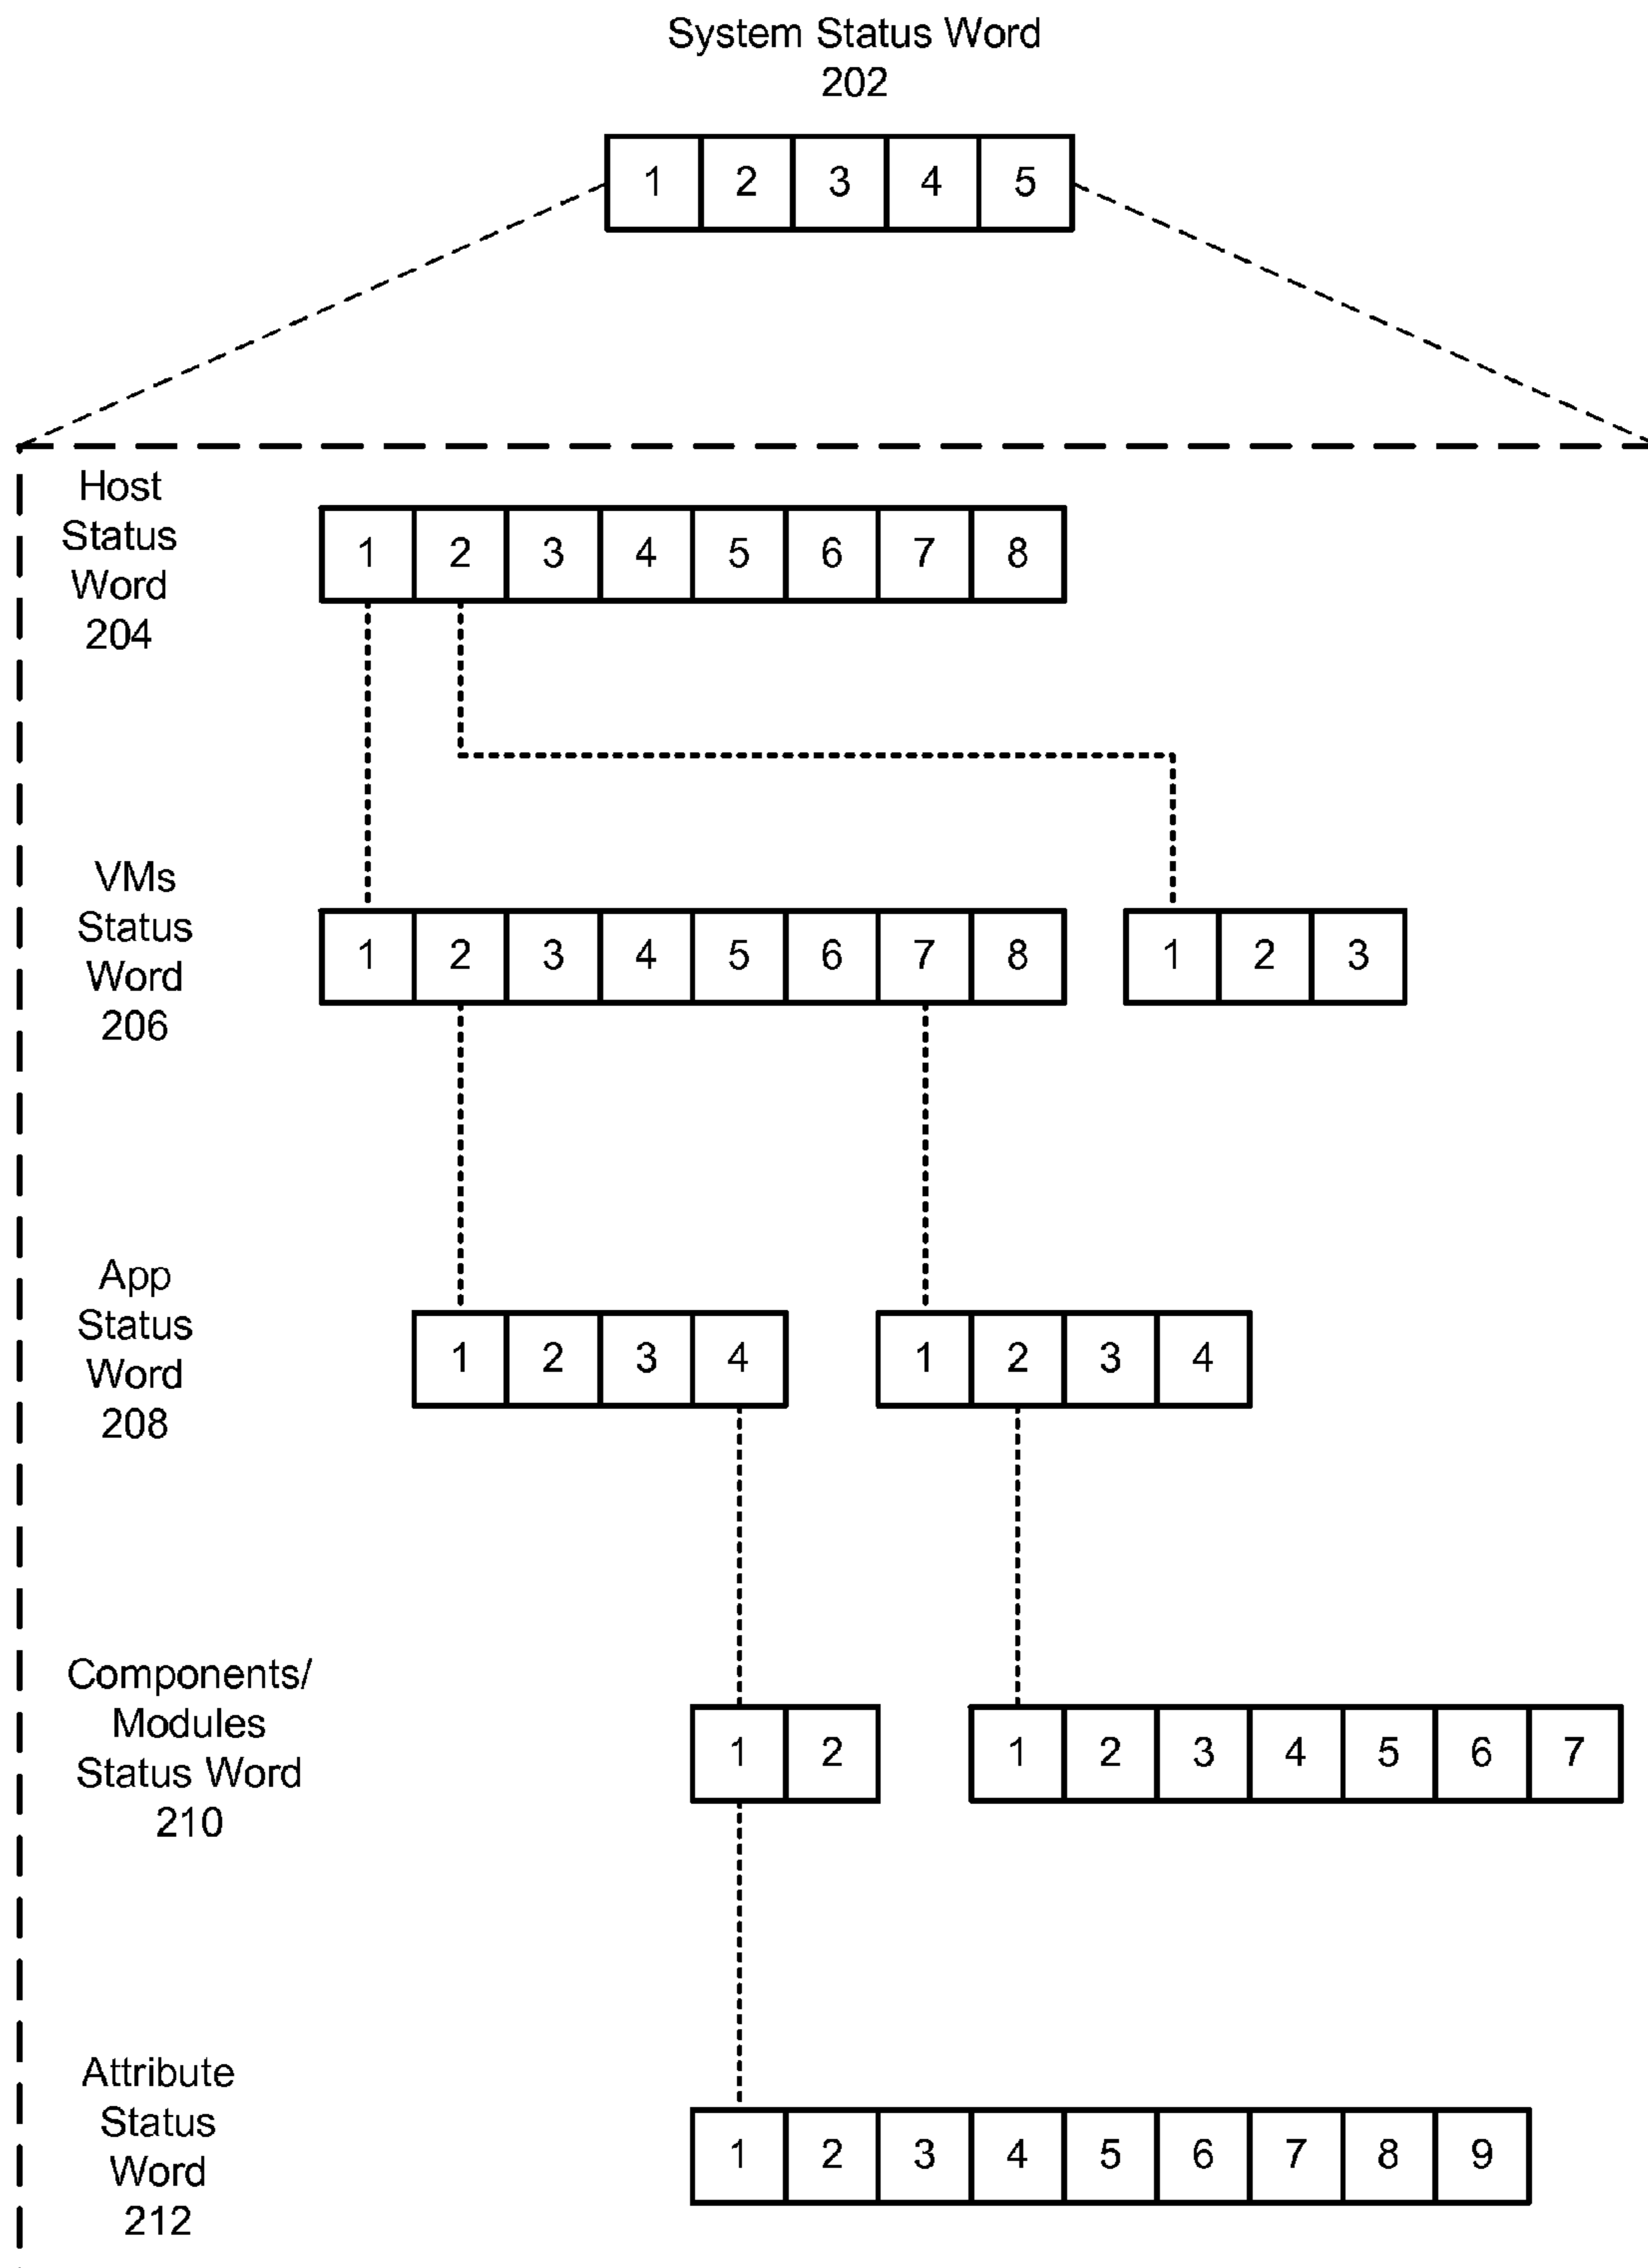 System Status Word
202
1 2 3 4 5
Host
Status
Word
204
1 2 3 4 5 6 7 8
VMs
Status
Word
206
1 2 3 4 5 6 7 8
1 2 3
App
Status
Word
208
1 2 3 4
1 2 3 4
Components/
Modules
Status Word
210
1 2
1 2 3 4 5 6 7
Attribute
Status
Word
212
1 2 3 4 5 6 7 8 9